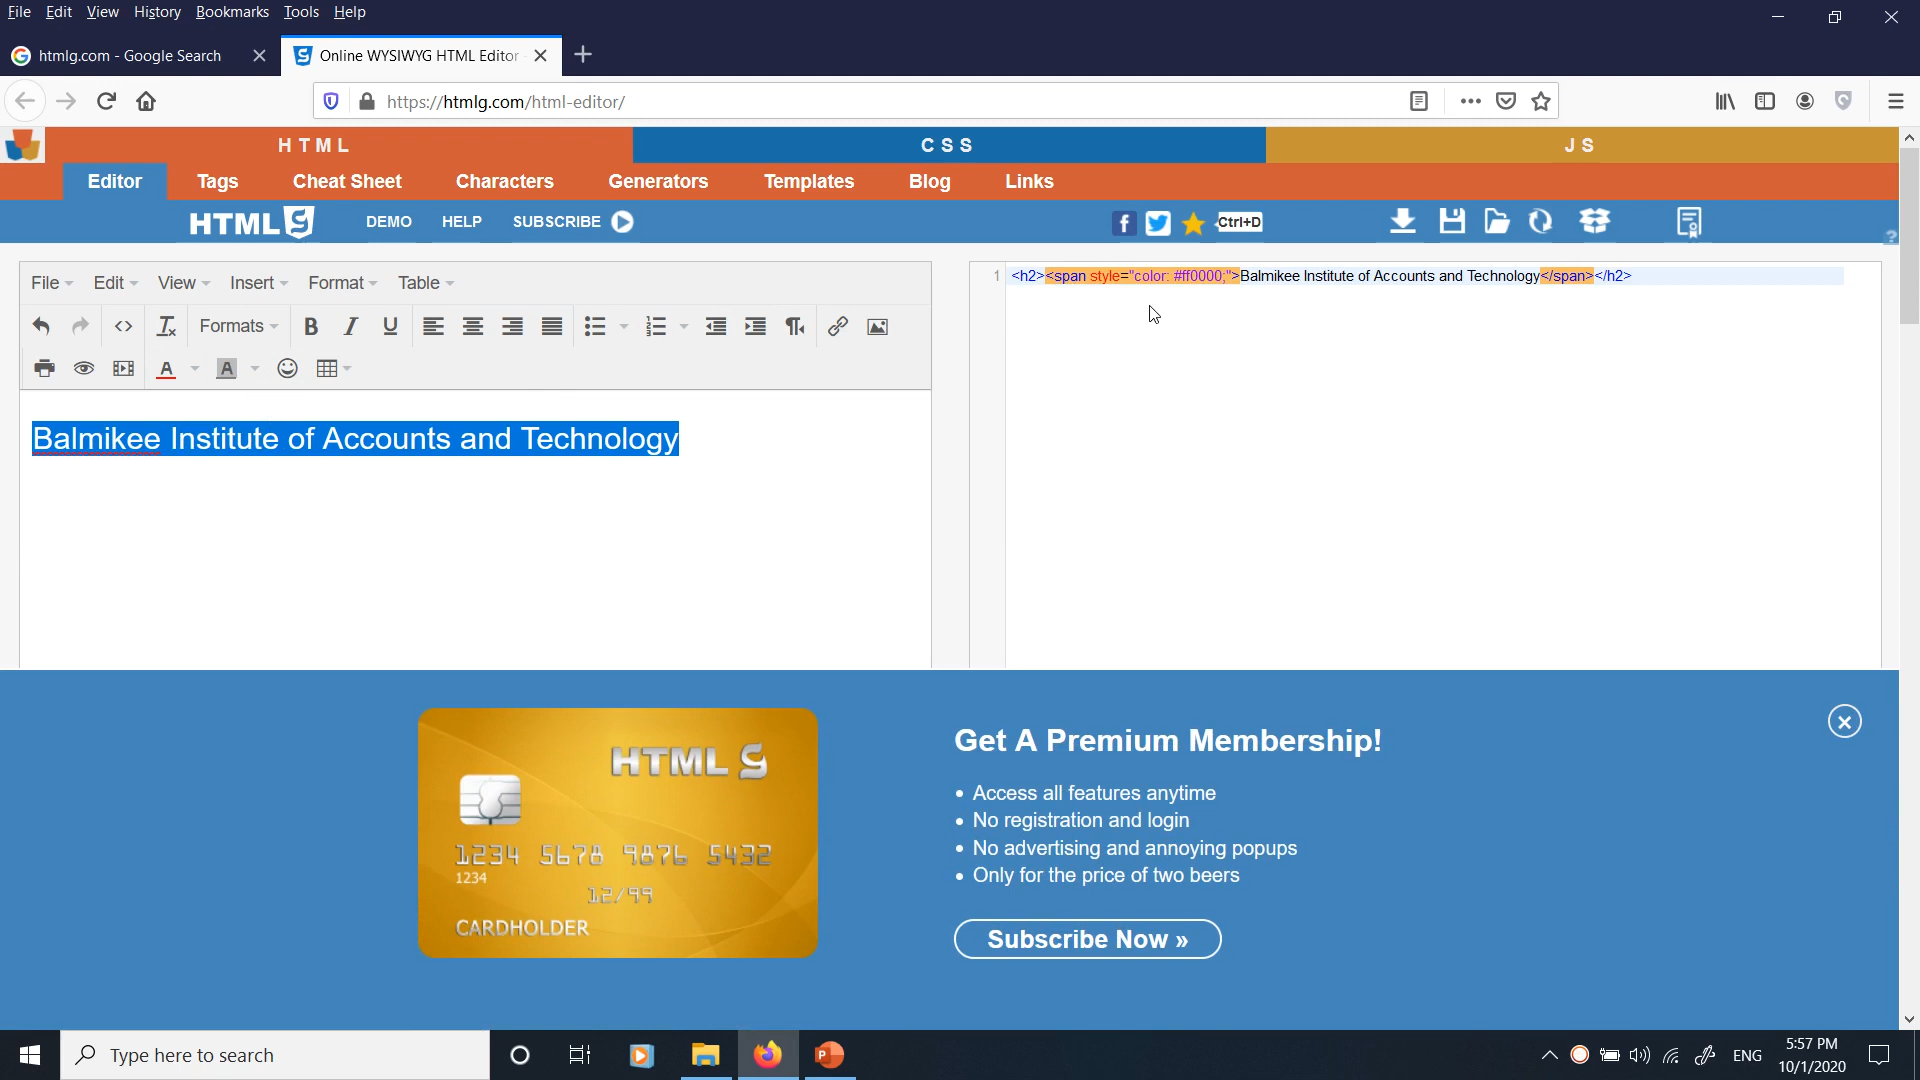 File Edit View History Bookmarks Tools Help
htmlg.com - Google Search
Online WYSIWYG HTML Editor
https://htmlg.com/html-editor/
HTML CSS JS
Editor Tags Cheat Sheet Characters Generators Templates Blog Links
HTML G DEMO HELP SUBSCRIBE Ctrl+D
?
File Edit View Insert Format Table
1 <h2><span style="color: #ff0000;">Balmikee Institute of Accounts and Technology</span></h2>
Formats B I U
A A
Balmikee Institute of Accounts and Technology
HTML G
1234 5678 9876 5432
1234
12/99
CARDHOLDER
Get A Premium Membership!
• Access all features anytime
• No registration and login
• No advertising and annoying popups
• Only for the price of two beers
Subscribe Now »
Type here to search
ENG
5:57 PM
10/1/2020